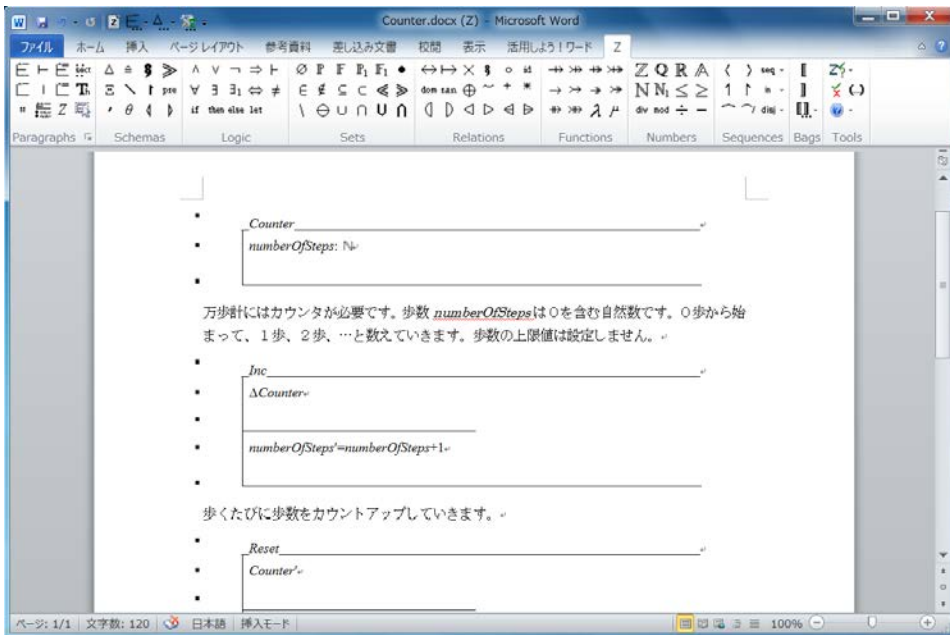 Counter.docx (Z) - Microsoft Word
ファイル ホーム 挿入 ページ レイアウト 参考資料 差し込み文書 校閲 表示 活用しよう!ワード Z
Paragraphs Schemas Logic Sets Relations Functions Numbers Sequences Bags Tools
Counter
numberOfSteps: ℕ
万歩計にはカウンタが必要です。歩数 numberOfSteps は0を含む自然数です。0歩から始
まって、1歩、2歩、…と数えていきます。歩数の上限値は設定しません。
Inc
ΔCounter
numberOfSteps'=numberOfSteps+1
歩くたびに歩数をカウントアップしていきます。
Reset
Counter'
ページ: 1/1 文字数: 120 日本語 挿入モード 100%